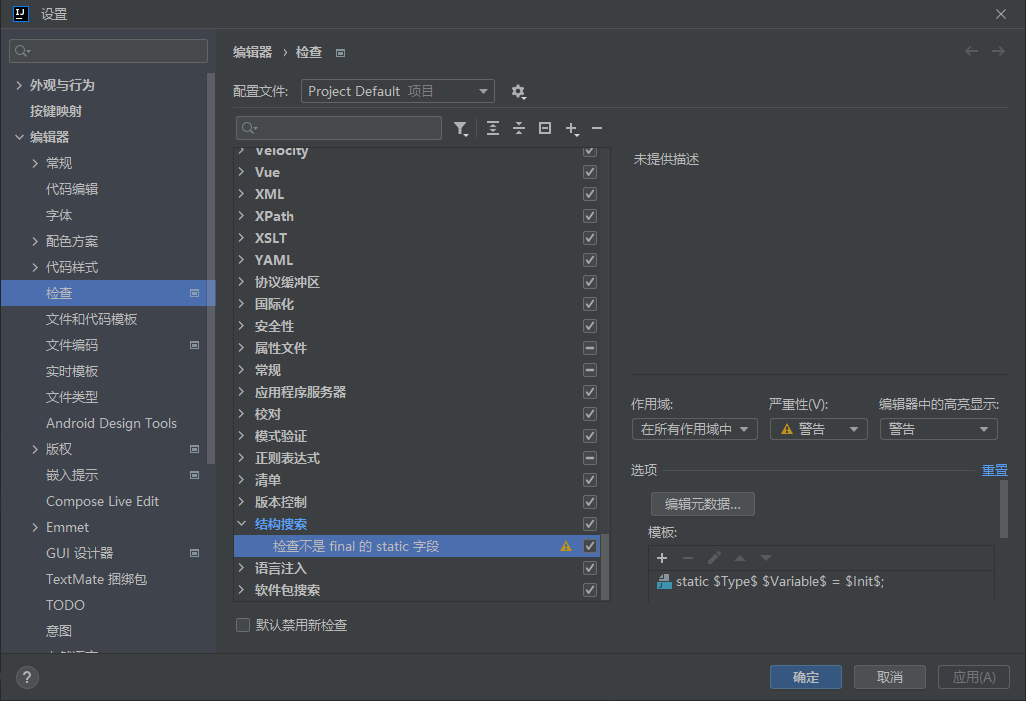 设置
外观与行为
按键映射
编辑器
常规
代码编辑
字体
配色方案
代码样式
检查
文件和代码模板
文件编码
实时模板
文件类型
Android Design Tools
版权
嵌入提示
Compose Live Edit
Emmet
GUI 设计器
TextMate 捆绑包
TODO
意图
编辑器 › 检查
配置文件: Project Default 项目
Velocity
Vue
XML
XPath
XSLT
YAML
协议缓冲区
国际化
安全性
属性文件
常规
应用程序服务器
校对
模式验证
正则表达式
清单
版本控制
结构搜索
检查不是 final 的 static 字段
语言注入
软件包搜索
默认禁用新检查
未提供描述
作用域: 严重性(V): 编辑器中的高亮显示:
在所有作用域中 警告 警告
选项 重置
编辑元数据...
模板:
static $Type$ $Variable$ = $Init$;
? 确定 取消 应用(A)